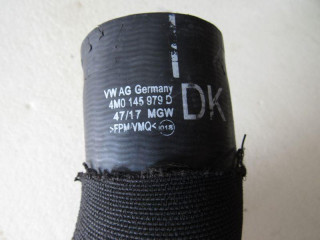 VW AG Germany
4M0 145 979 D
47/17 MGW
>FPM/VMQ<
DK